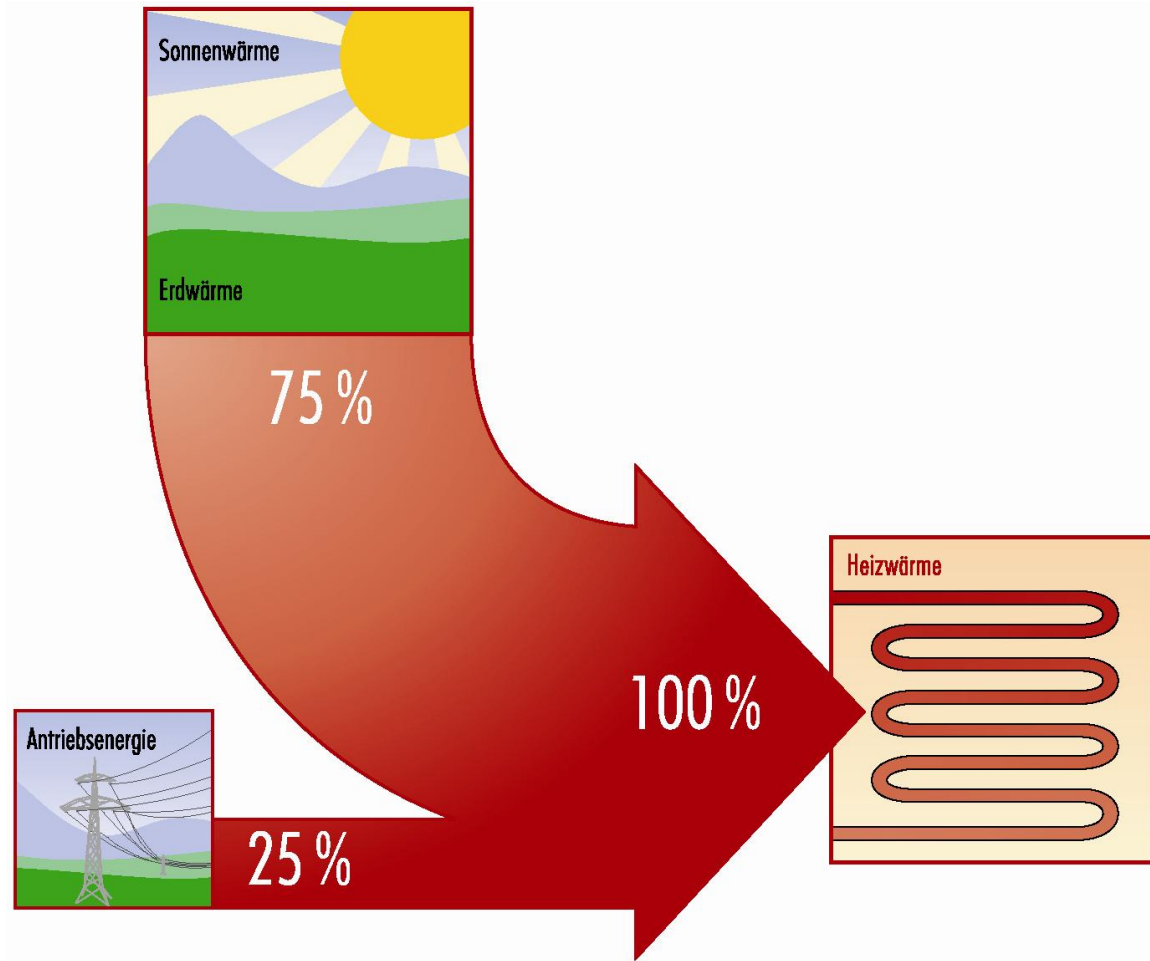 Sonnenwärme
Erdwärme
75 %
100 %
Heizwärme
Antriebsenergie
25 %